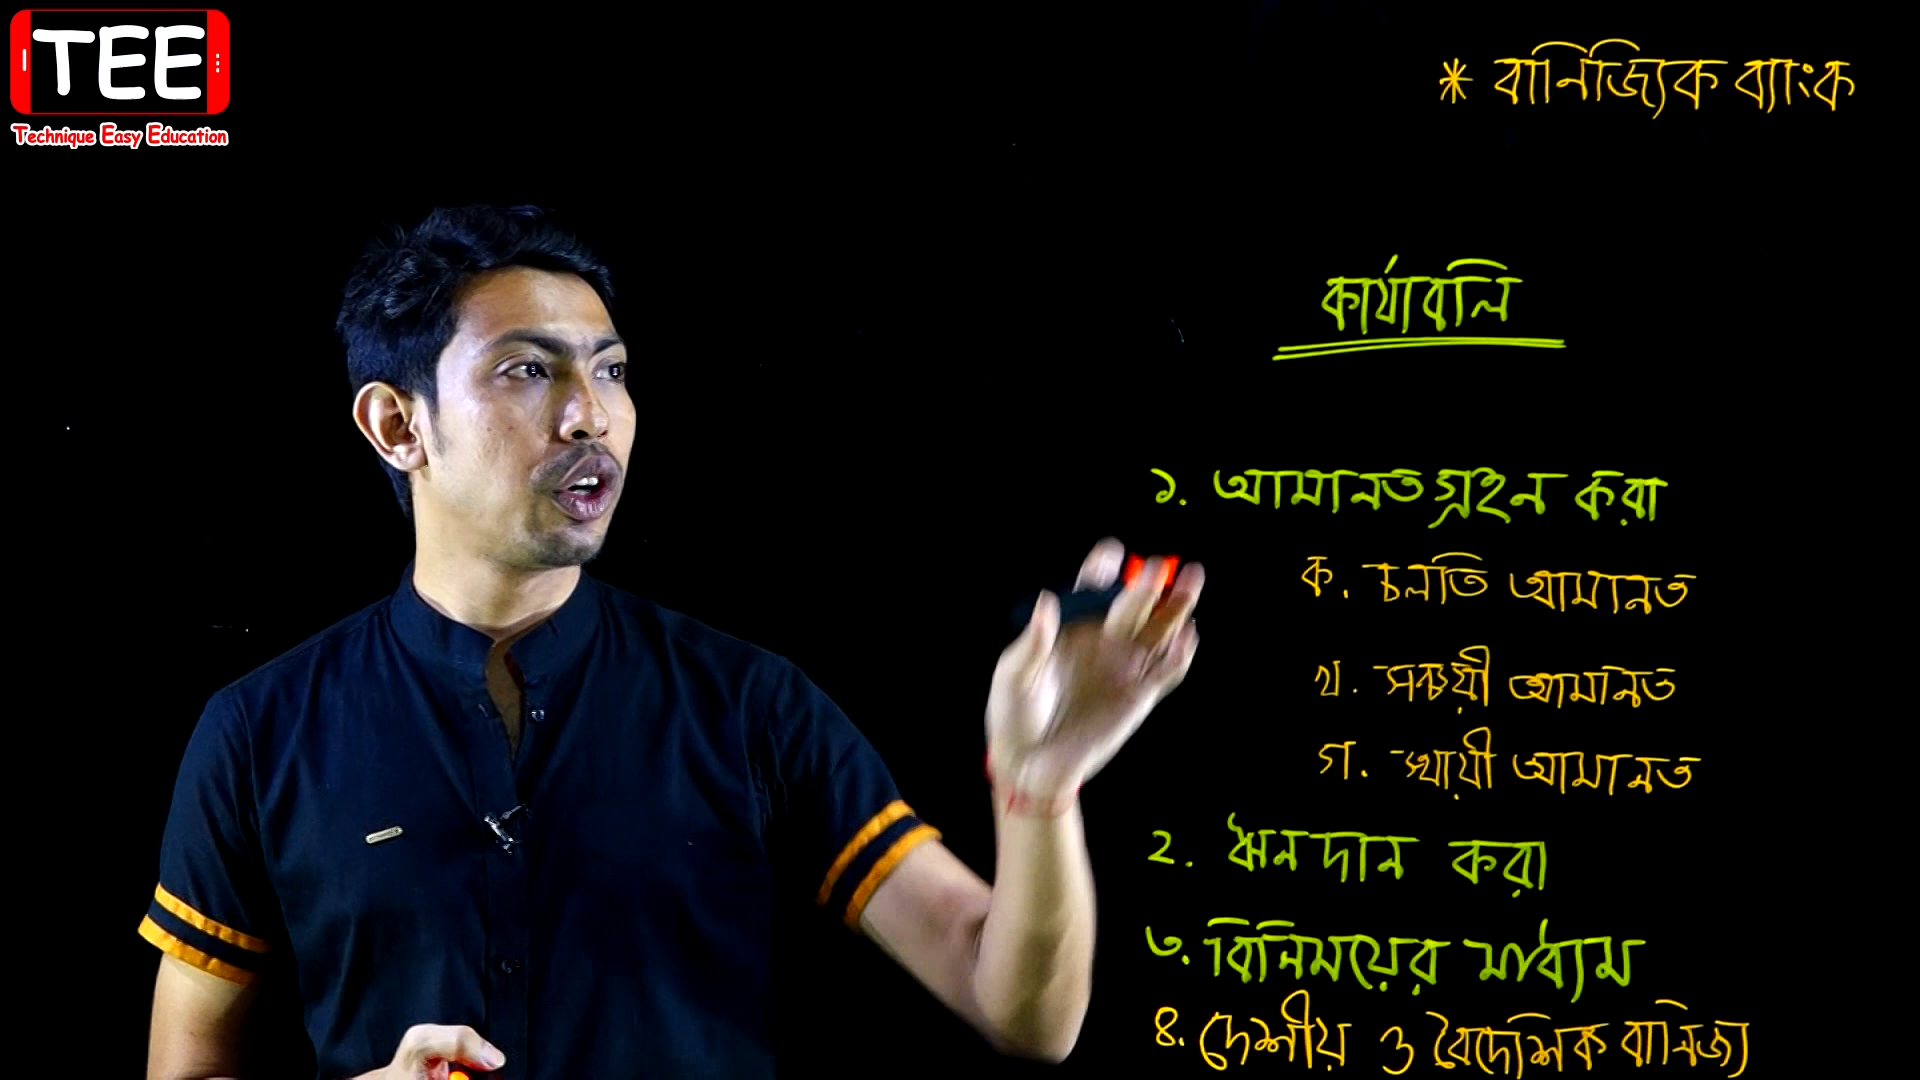 TEE
Technique Easy Education
* বানিজ্যিক ব্যাংক
কার্যাবলি
১. আমানত গ্রহন করা
ক. চলতি আমানত
খ. সঞ্চয়ী আমানত
গ. স্থায়ী আমানত
২. ঋন দান করা
৩. বিনিময়ের মাধ্যম
৪. দেশীয় ও বৈদেশিক বানিজ্য